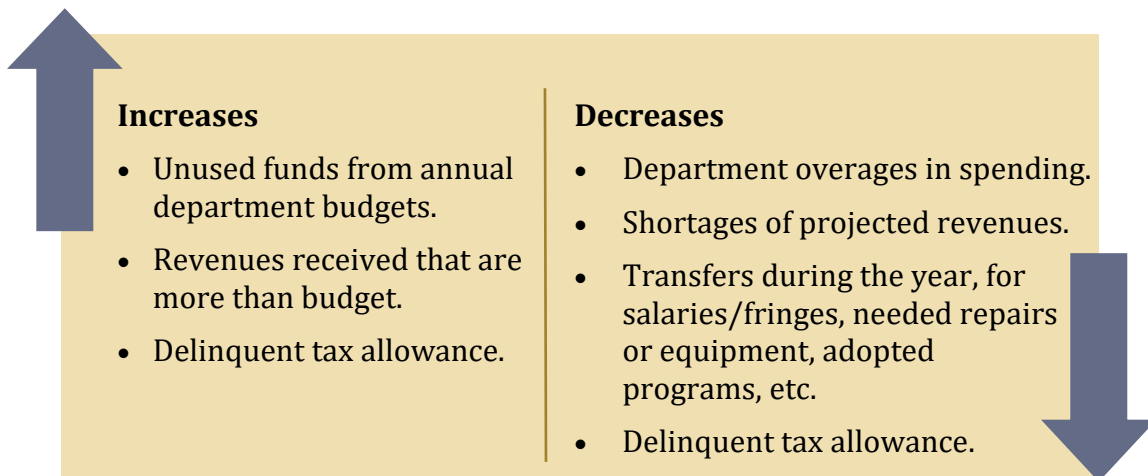 Increases
• Unused funds from annual
department budgets.
• Revenues received that are
more than budget.
• Delinquent tax allowance.
Decreases
• Department overages in spending.
• Shortages of projected revenues.
• Transfers during the year, for
salaries/fringes, needed repairs
or equipment, adopted
programs, etc.
• Delinquent tax allowance.